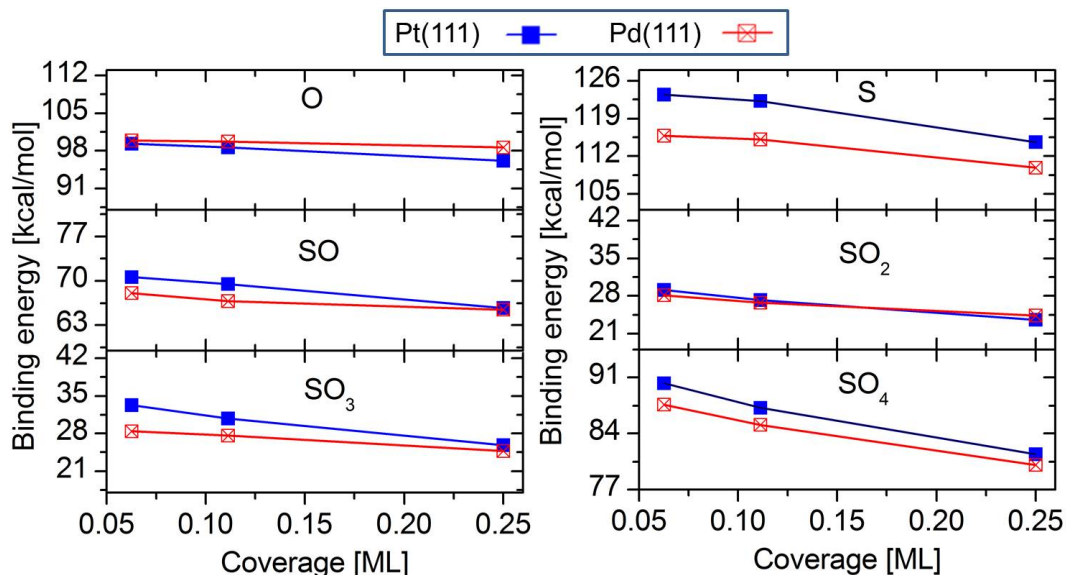 Pt(111) Pd(111)
Binding energy [kcal/mol]
112
105
98
91
O
77
70
63
42
SO
42
35
28
21
SO₃
0.05 0.10 0.15 0.20 0.25
Coverage [ML]
Binding energy [kcal/mol]
126
119
112
105
S
42
35
28
21
SO₂
91
84
77
SO₄
0.05 0.10 0.15 0.20 0.25
Coverage [ML]